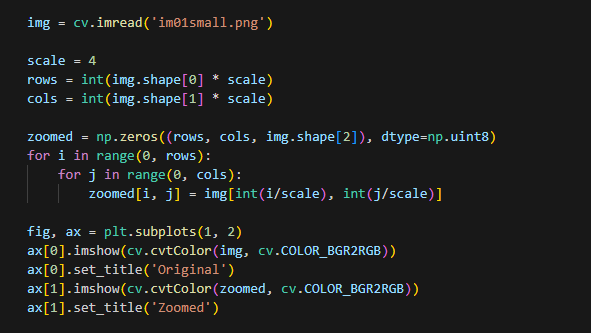 img = cv.imread('im01small.png')
scale = 4
rows = int(img.shape[0] * scale)
cols = int(img.shape[1] * scale)
zoomed = np.zeros((rows, cols, img.shape[2]), dtype=np.uint8)
for i in range(0, rows):
    for j in range(0, cols):
        zoomed[i, j] = img[int(i/scale), int(j/scale)]
fig, ax = plt.subplots(1, 2)
ax[0].imshow(cv.cvtColor(img, cv.COLOR_BGR2RGB))
ax[0].set_title('Original')
ax[1].imshow(cv.cvtColor(zoomed, cv.COLOR_BGR2RGB))
ax[1].set_title('Zoomed')